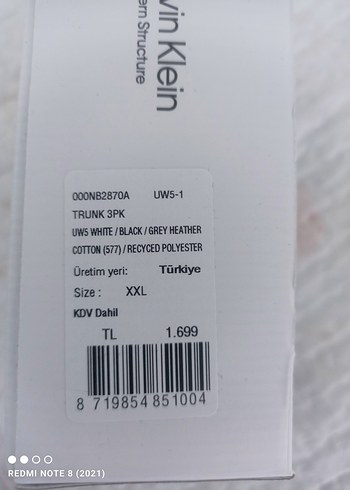 vin Klein
ern Structure
000NB2870A UW5-1
TRUNK 3PK
UW5 WHITE / BLACK / GREY HEATHER
COTTON (577) / RECYCED POLYESTER
Üretim yeri: Türkiye
Size : XXL
KDV Dahil
TL 1.699
8 719854 851004
REDMI NOTE 8 (2021)